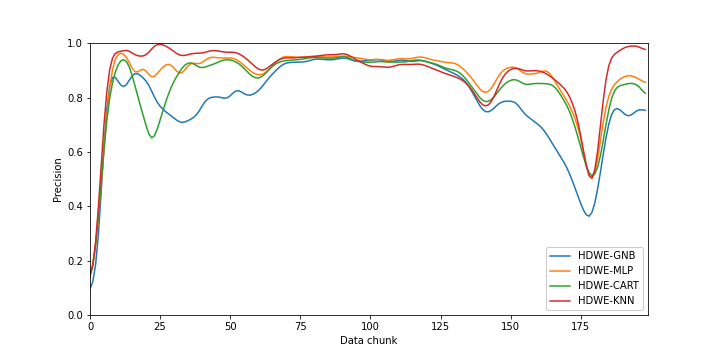 1.0
0.8
0.6
0.4
0.2
0.0
Precision
0 25 50 75 100 125 150 175
Data chunk
HDWE-GNB
HDWE-MLP
HDWE-CART
HDWE-KNN